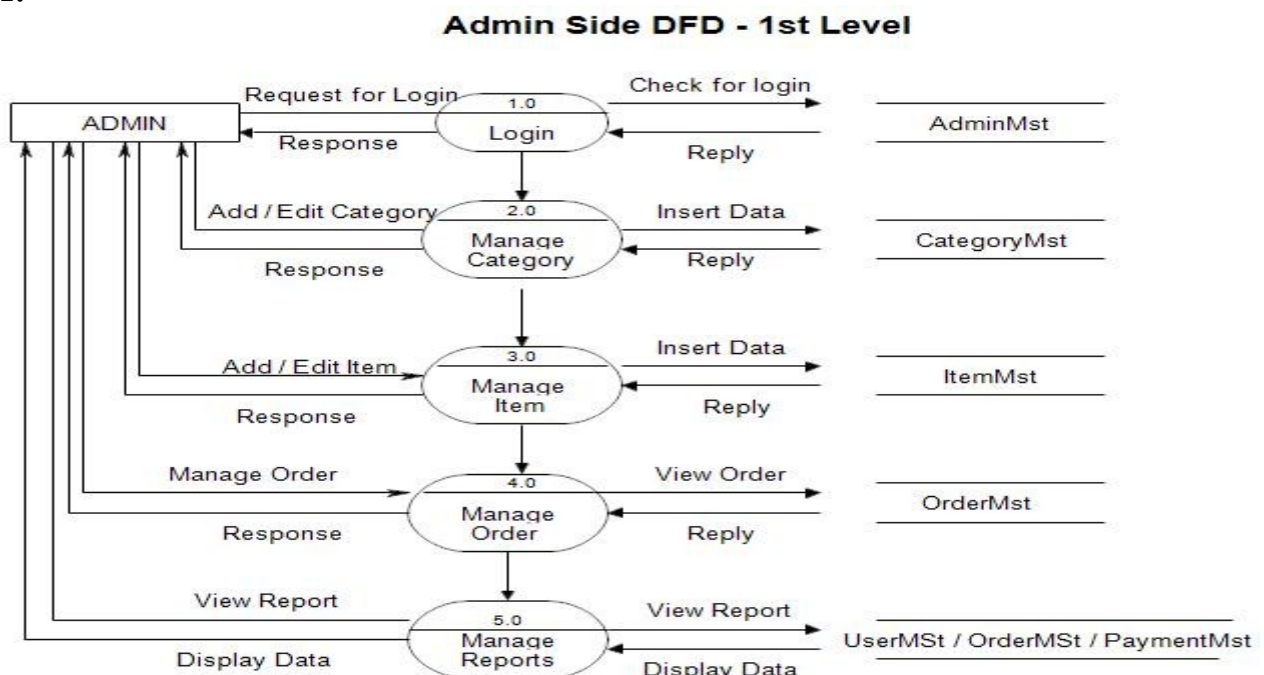 Admin Side DFD - 1st Level
Request for Login
1.0
Check for login
ADMIN
Login
AdminMst
Response
Reply
Add / Edit Category
2.0
Insert Data
Manage
Category
CategoryMst
Response
Reply
Add / Edit Item
3.0
Insert Data
Manage
Item
ItemMst
Response
Reply
Manage Order
4.0
View Order
Manage
Order
OrderMst
Response
Reply
View Report
5.0
View Report
Manage
Reports
UserMSt / OrderMSt / PaymentMst
Display Data
Display Data